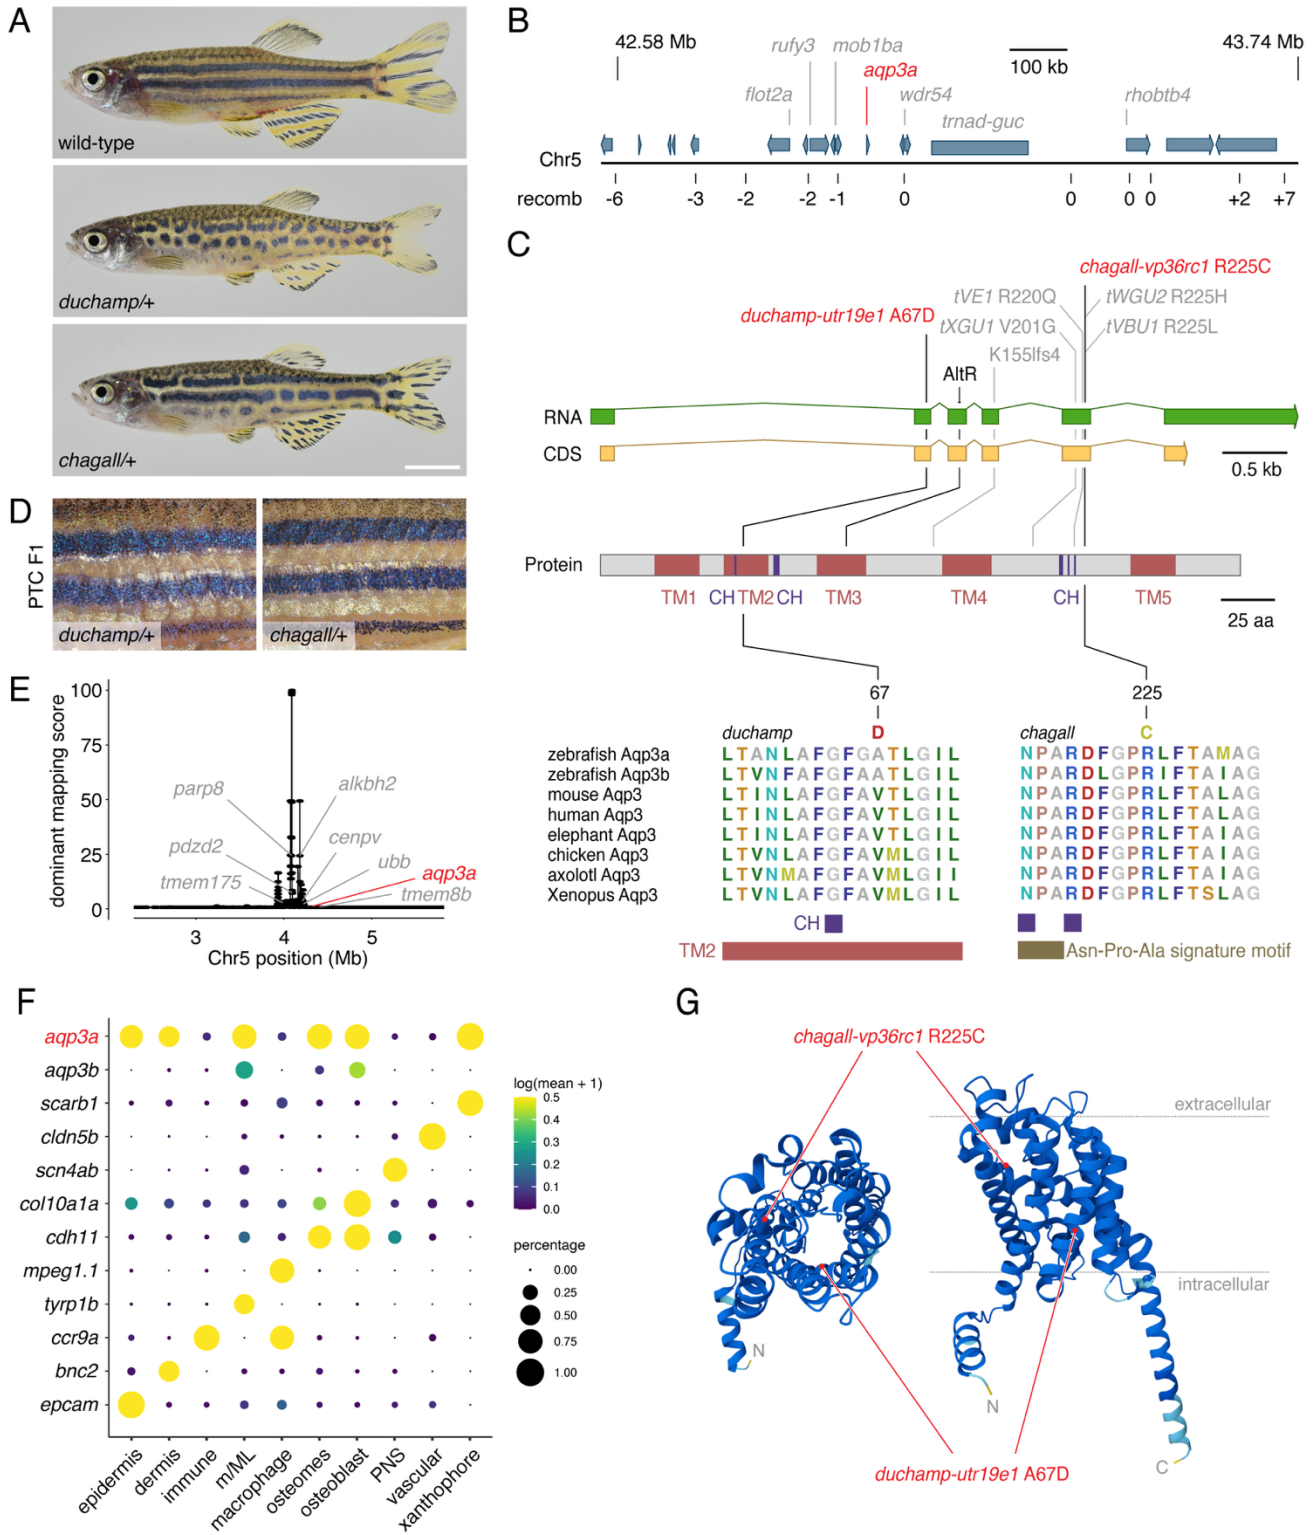 A
wild-type
duchamp/+
chagall/+
B
42.58 Mb
rufy3
mob1ba
100 kb
43.74 Mb
aqp3a
flot2a
wdr54
trnad-guc
rhobtb4
Chr5
recomb
-6 -3 -2 -2 -1 0 0 0 0 +2 +7
C
chagall-vp36rc1 R225C
tVE1 R220Q
tWGU2 R225H
duchamp-utr19e1 A67D
tXGU1 V201G
tVBU1 R225L
K155lfs4
AltR
RNA
CDS
0.5 kb
Protein
TM1 CH TM2 CH TM3 TM4 CH TM5
25 aa
67
225
duchamp D
chagall C
zebrafish Aqp3a LTANLAFGFGATLGIL NPARDFGPRLFTAMAG
zebrafish Aqp3b LTVNFAFGFAATLGIL NPARDLGPRIFTAIAG
mouse Aqp3 LTINLAFGFAVTLGIL NPARDFGPRLFTALAG
human Aqp3 LTINLAFGFAVTLGIL NPARDFGPRLFTALAG
elephant Aqp3 LTINLAFGFAVTLGIL NPARDFGPRLFTAIAG
chicken Aqp3 LTVNLAFGFAVMLGIL NPARDFGPRLFTAIAG
axolotl Aqp3 LTVNMAFGFAVMLGII NPARDFGPRLFTAIAG
Xenopus Aqp3 LTVNLAFGFAVMLGIL NPARDFGPRLFTSLAG
CH
TM2
Asn-Pro-Ala signature motif
D
PTC F1
duchamp/+
chagall/+
E
dominant mapping score
100
75
50
25
0
parp8
alkbh2
pdzd2
cenpv
ubb
tmem175
aqp3a
tmem8b
3 4 5
Chr5 position (Mb)
F
aqp3a
aqp3b
scarb1
cldn5b
scn4ab
col10a1a
cdh11
mpeg1.1
tyrp1b
ccr9a
bnc2
epcam
epidermis
dermis
immune
m/ML
macrophage
osteomes
osteoblast
PNS
vascular
xanthophore
log(mean + 1)
0.5
0.4
0.3
0.2
0.1
0.0
percentage
0.00
0.25
0.50
0.75
1.00
G
chagall-vp36rc1 R225C
extracellular
intracellular
N
N
C
duchamp-utr19e1 A67D